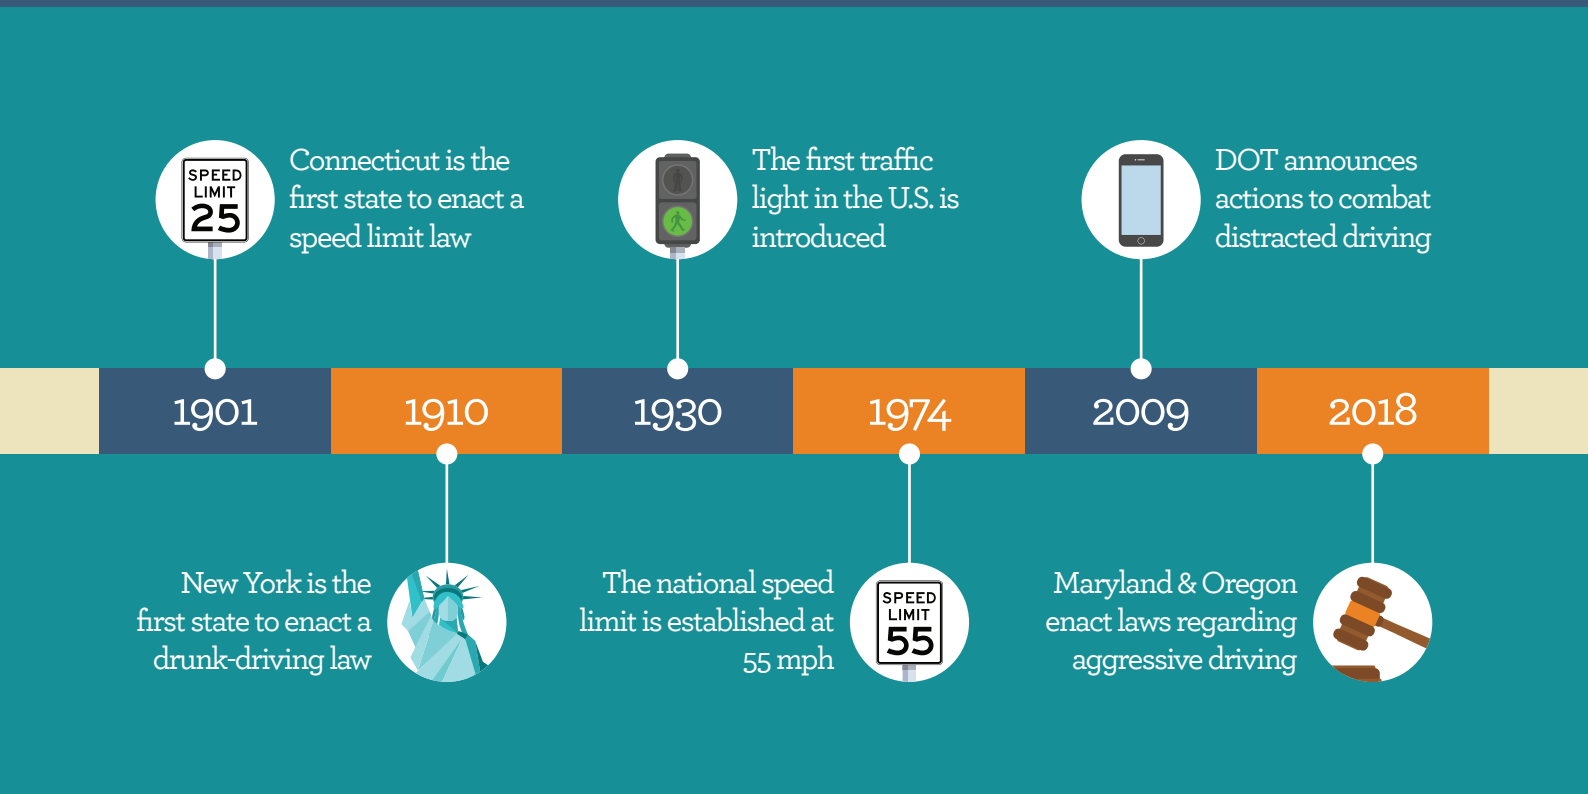 SPEED
LIMIT
25
Connecticut is the
first state to enact a
speed limit law
The first traffic
light in the U.S. is
introduced
DOT announces
actions to combat
distracted driving
1901
1910
1930
1974
2009
2018
New York is the
first state to enact a
drunk-driving law
The national speed
limit is established at
55 mph
SPEED
LIMIT
55
Maryland & Oregon
enact laws regarding
aggressive driving